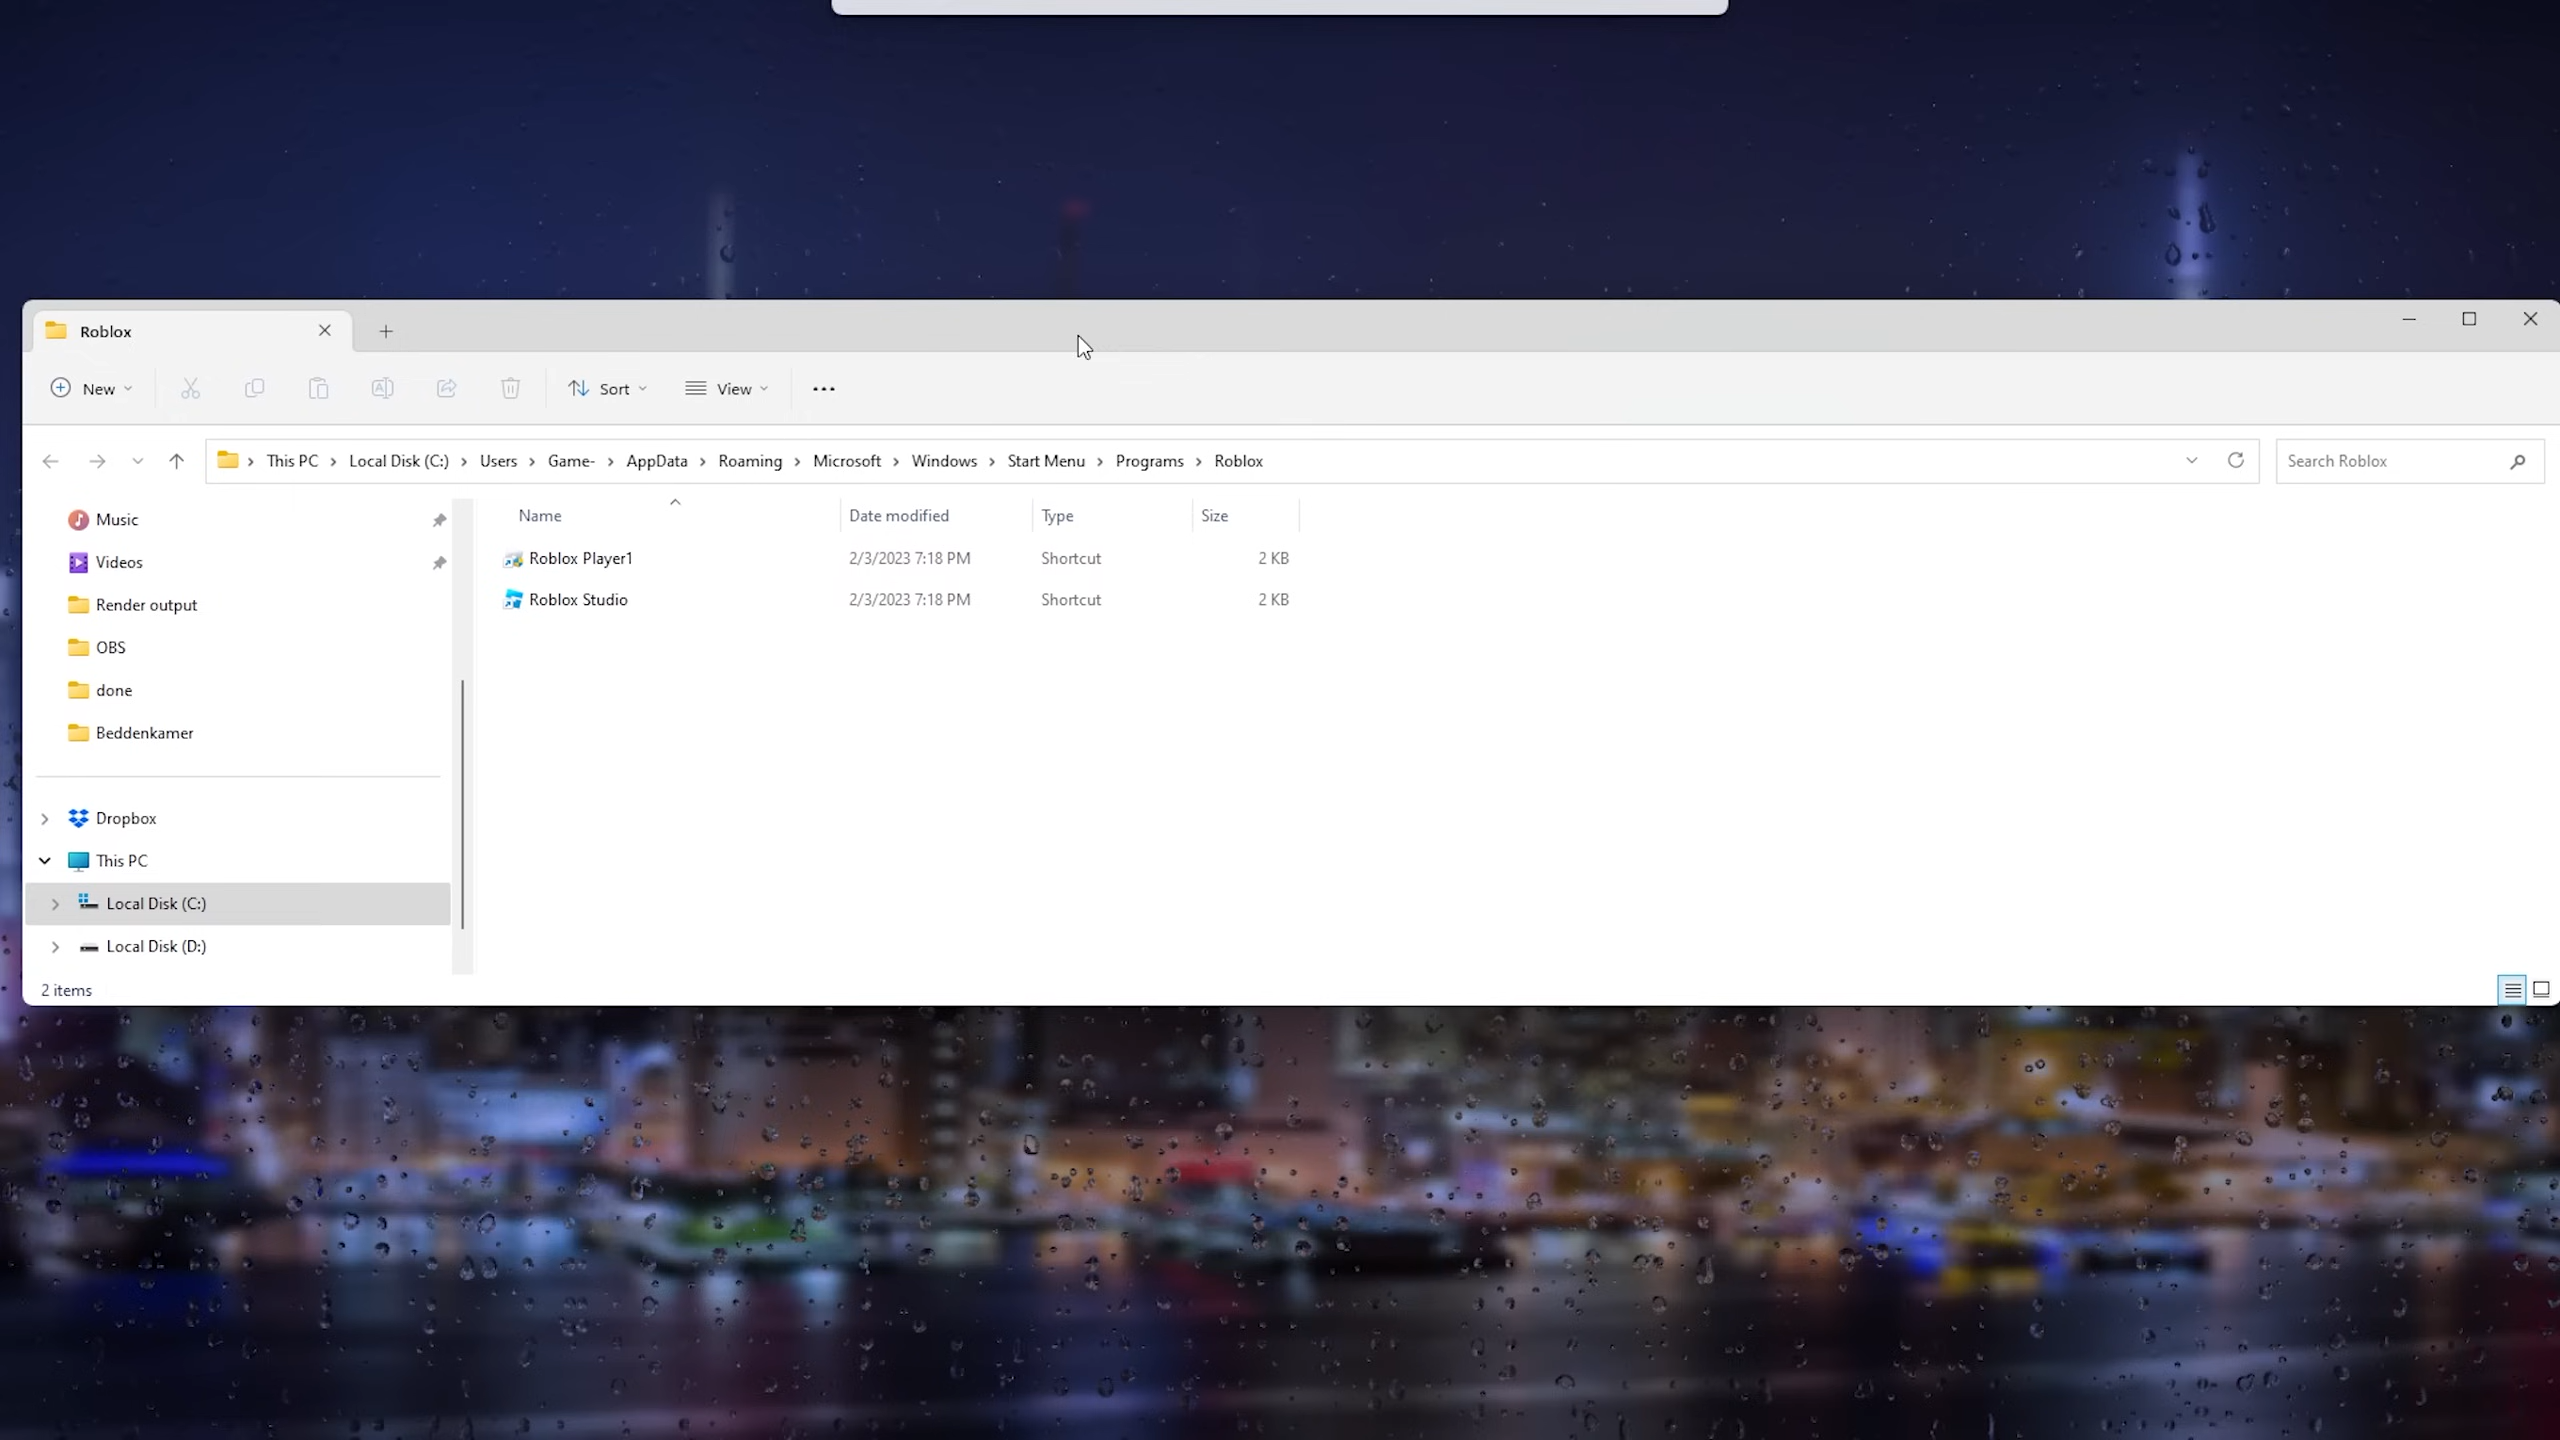 Roblox
New
Sort
View
This PC > Local Disk (C:) > Users > Game- > AppData > Roaming > Microsoft > Windows > Start Menu > Programs > Roblox
Search Roblox
Music
Videos
Render output
OBS
done
Beddenkamer
Dropbox
This PC
Local Disk (C:)
Local Disk (D:)
Name Date modified Type Size
Roblox Player1 2/3/2023 7:18 PM Shortcut 2 KB
Roblox Studio 2/3/2023 7:18 PM Shortcut 2 KB
2 items